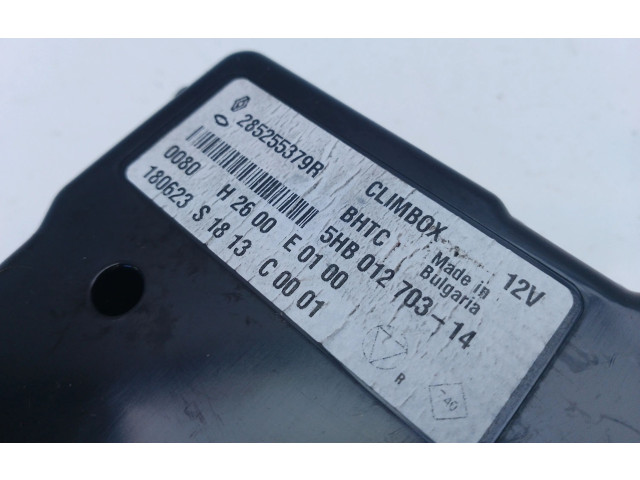 285255379R
CLIMBOX
12V
BHTC
Made in
Bulgaria
5HB 012 703-14
0080 H 26 00 E 01 00
180623 S 18 13 C 00 01
R